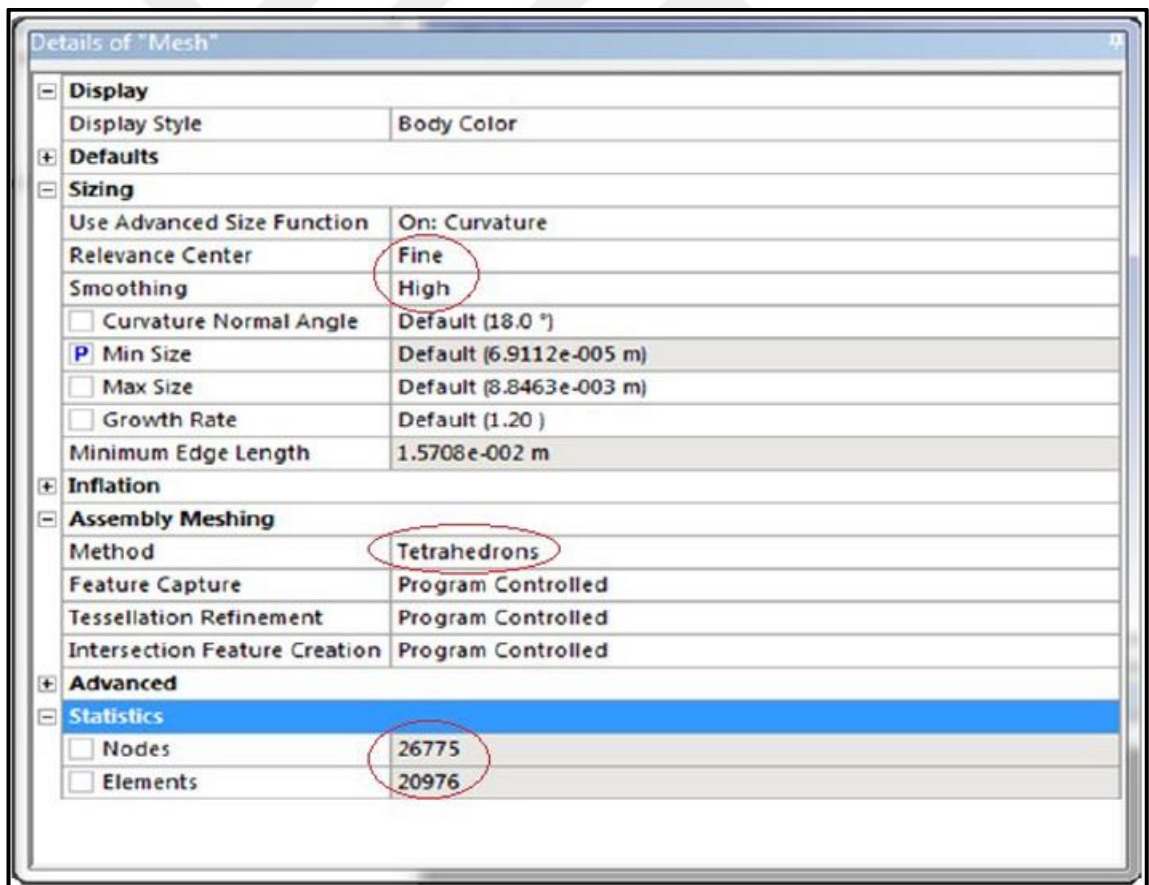 Details of "Mesh"
Display
Display Style Body Color
Defaults
Sizing
Use Advanced Size Function On: Curvature
Relevance Center Fine
Smoothing High
Curvature Normal Angle Default (18.0 °)
P Min Size Default (6.9112e-005 m)
Max Size Default (8.8463e-003 m)
Growth Rate Default (1.20 )
Minimum Edge Length 1.5708e-002 m
Inflation
Assembly Meshing
Method Tetrahedrons
Feature Capture Program Controlled
Tessellation Refinement Program Controlled
Intersection Feature Creation Program Controlled
Advanced
Statistics
Nodes 26775
Elements 20976